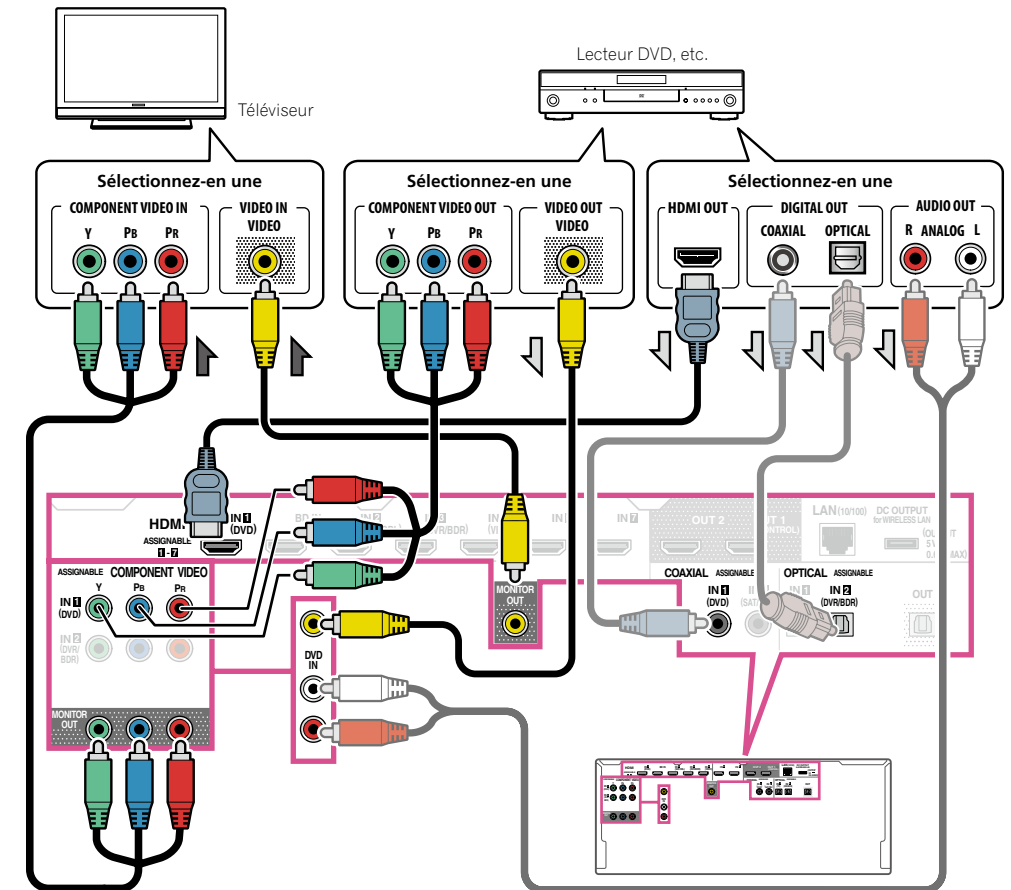 Lecteur DVD, etc.
Téléviseur
Sélectionnez-en une
COMPONENT VIDEO IN
VIDEO IN
VIDEO
Y PB PR
Sélectionnez-en une
COMPONENT VIDEO OUT
VIDEO OUT
VIDEO
Y PB PR
Sélectionnez-en une
HDMI OUT
DIGITAL OUT
COAXIAL OPTICAL
AUDIO OUT
R ANALOG L
HDMI
ASSIGNABLE
1 - 7
IN 1
(DVD)
IN 7
OUT 2
LAN (10/100)
DC OUTPUT
for WIRELESS LAN
ASSIGNABLE COMPONENT VIDEO
Y PB PR
IN 1
(DVD)
IN 2
(DVR/
BDR)
MONITOR
OUT
DVD
IN
MONITOR
OUT
COAXIAL ASSIGNABLE
IN 1
(DVD)
OPTICAL ASSIGNABLE
IN 1
IN 2
(DVR/BDR)
OUT